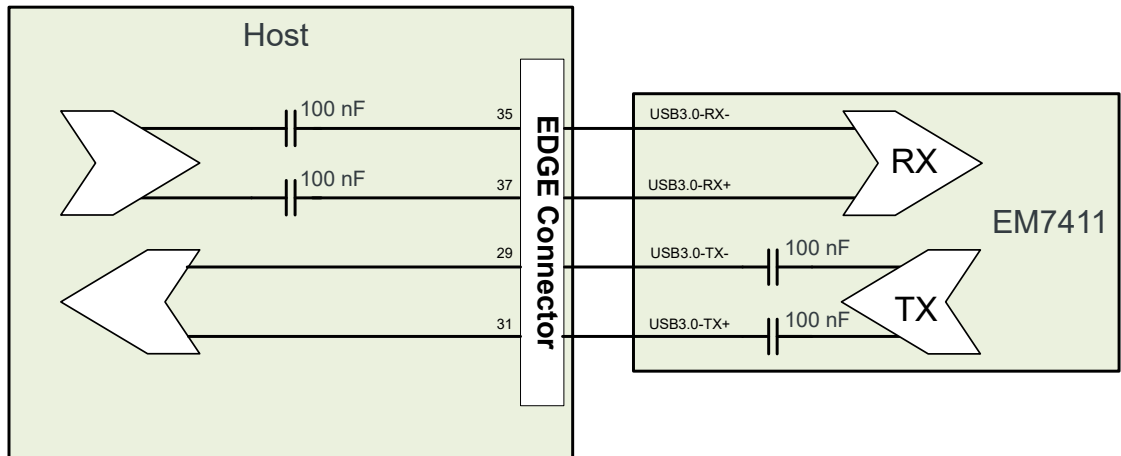 Host
100 nF
35
USB3.0-RX-
100 nF
37
USB3.0-RX+
RX
EDGE Connector
EM7411
29
USB3.0-TX-
100 nF
31
USB3.0-TX+
100 nF
TX